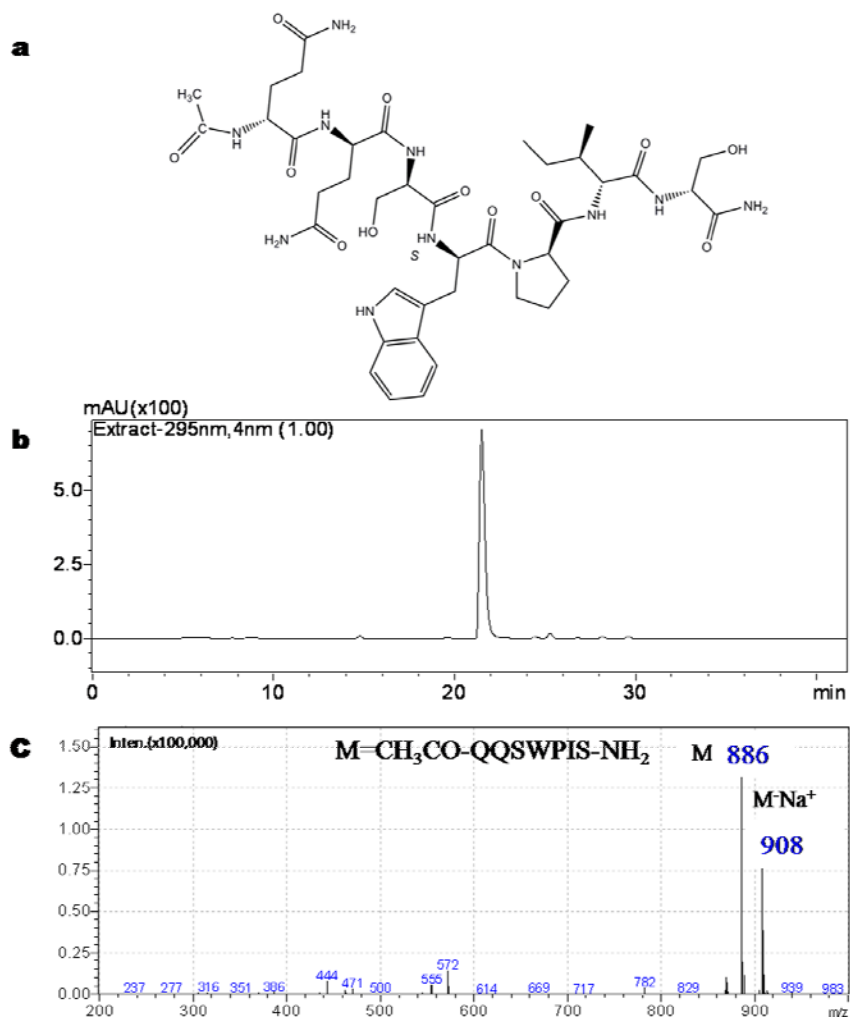 a
O
NH₂
H₃C
C
O
N
H
O
H
N
O
NH
O
O
H₂N
HO
NH
S
O
N
O
NH
O
N
H
OH
O
NH₂
HN
O
b
mAU(x100)
Extract-295nm,4nm (1.00)
5.0
2.5
0.0
0 10 20 30 min
c
Inten.(x100,000)
M=CH₃CO-QQSWPIS-NH₂ M 886
M-Na⁺
908
1.50
1.25
1.00
0.75
0.50
0.25
0.00
237 277 316 351 386 444 471 500 555 572 614 669 717 782 829 939 983
200 300 400 500 600 700 800 900 m/z